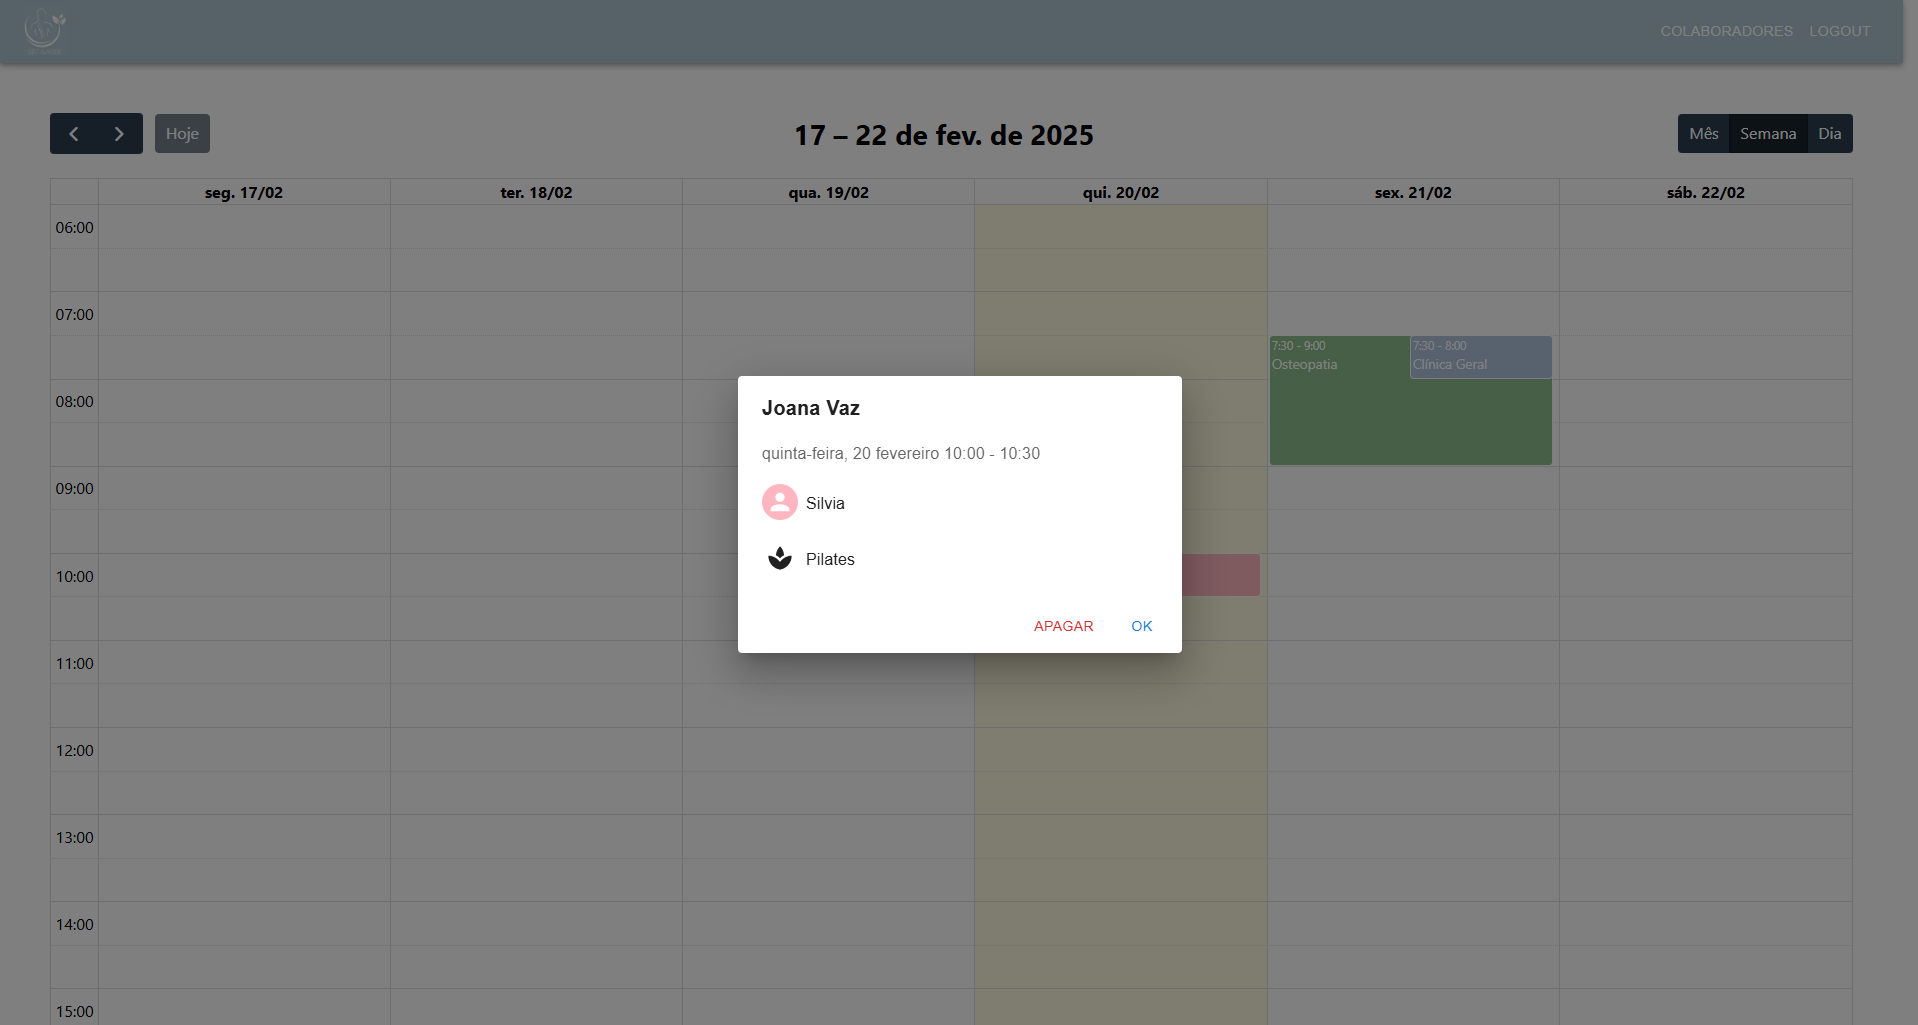 COLABORADORES LOGOUT
Hoje
17 – 22 de fev. de 2025
Mês Semana Dia
seg. 17/02 ter. 18/02 qua. 19/02 qui. 20/02 sex. 21/02 sáb. 22/02
06:00
07:00
7:30 - 9:00
Osteopatia
7:30 - 8:00
Clínica Geral
08:00
09:00
10:00
11:00
12:00
13:00
14:00
15:00
Joana Vaz
quinta-feira, 20 fevereiro 10:00 - 10:30
Silvia
Pilates
APAGAR OK